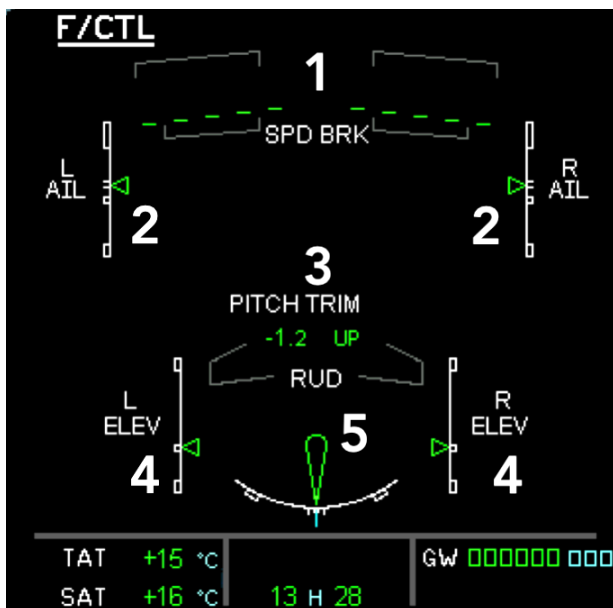 F/CTL
1
SPD BRK
L
AIL
R
AIL
2
2
3
PITCH TRIM
-1.2 UP
RUD
L
ELEV
R
ELEV
4
5
4
TAT +15 °C
GW
SAT +16 °C
13 H 28